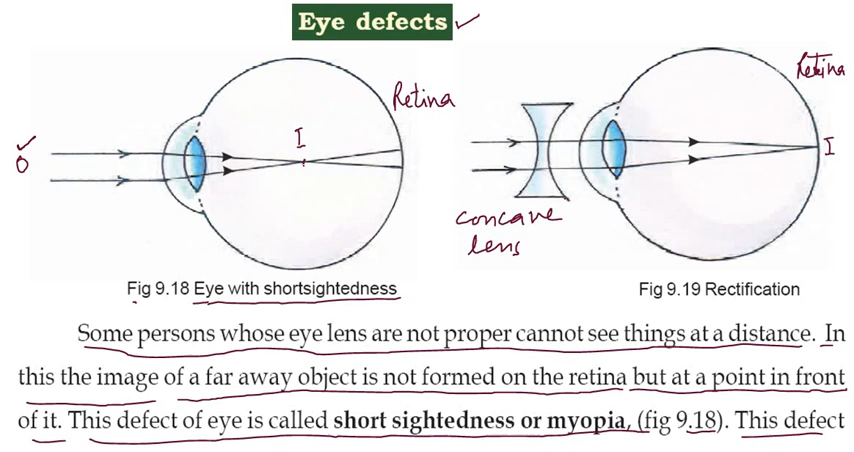 Eye defects
O
I
Retina
concave lens
Retina
I
Fig 9.18 Eye with shortsightedness
Fig 9.19 Rectification
Some persons whose eye lens are not proper cannot see things at a distance. In
this the image of a far away object is not formed on the retina but at a point in front
of it. This defect of eye is called short sightedness or myopia, (fig 9.18). This defect